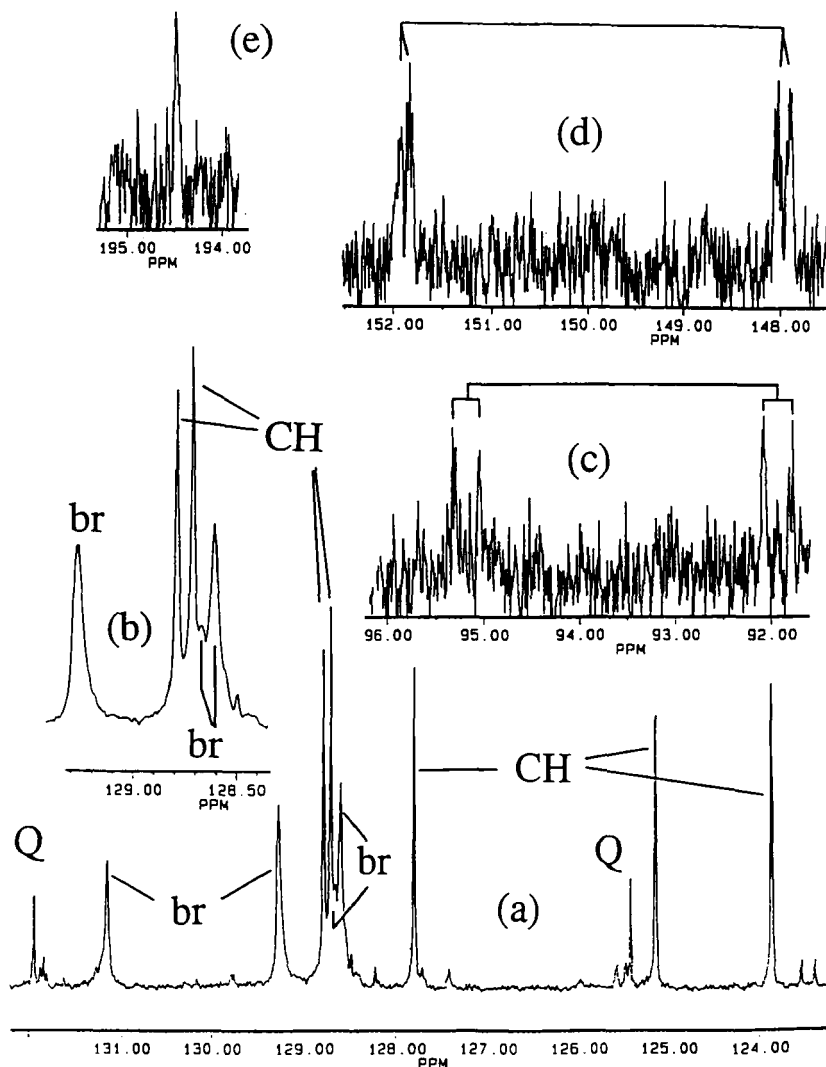 (e)
195.00 194.00
PPM
(d)
152.00 151.00 150.00 149.00 148.00
PPM
CH
br
(b)
br
129.00 128.50
PPM
(c)
96.00 95.00 94.00 93.00 92.00
PPM
Q
br
br
CH
(a)
Q
131.00 130.00 129.00 128.00 127.00 126.00 125.00 124.00
PPM